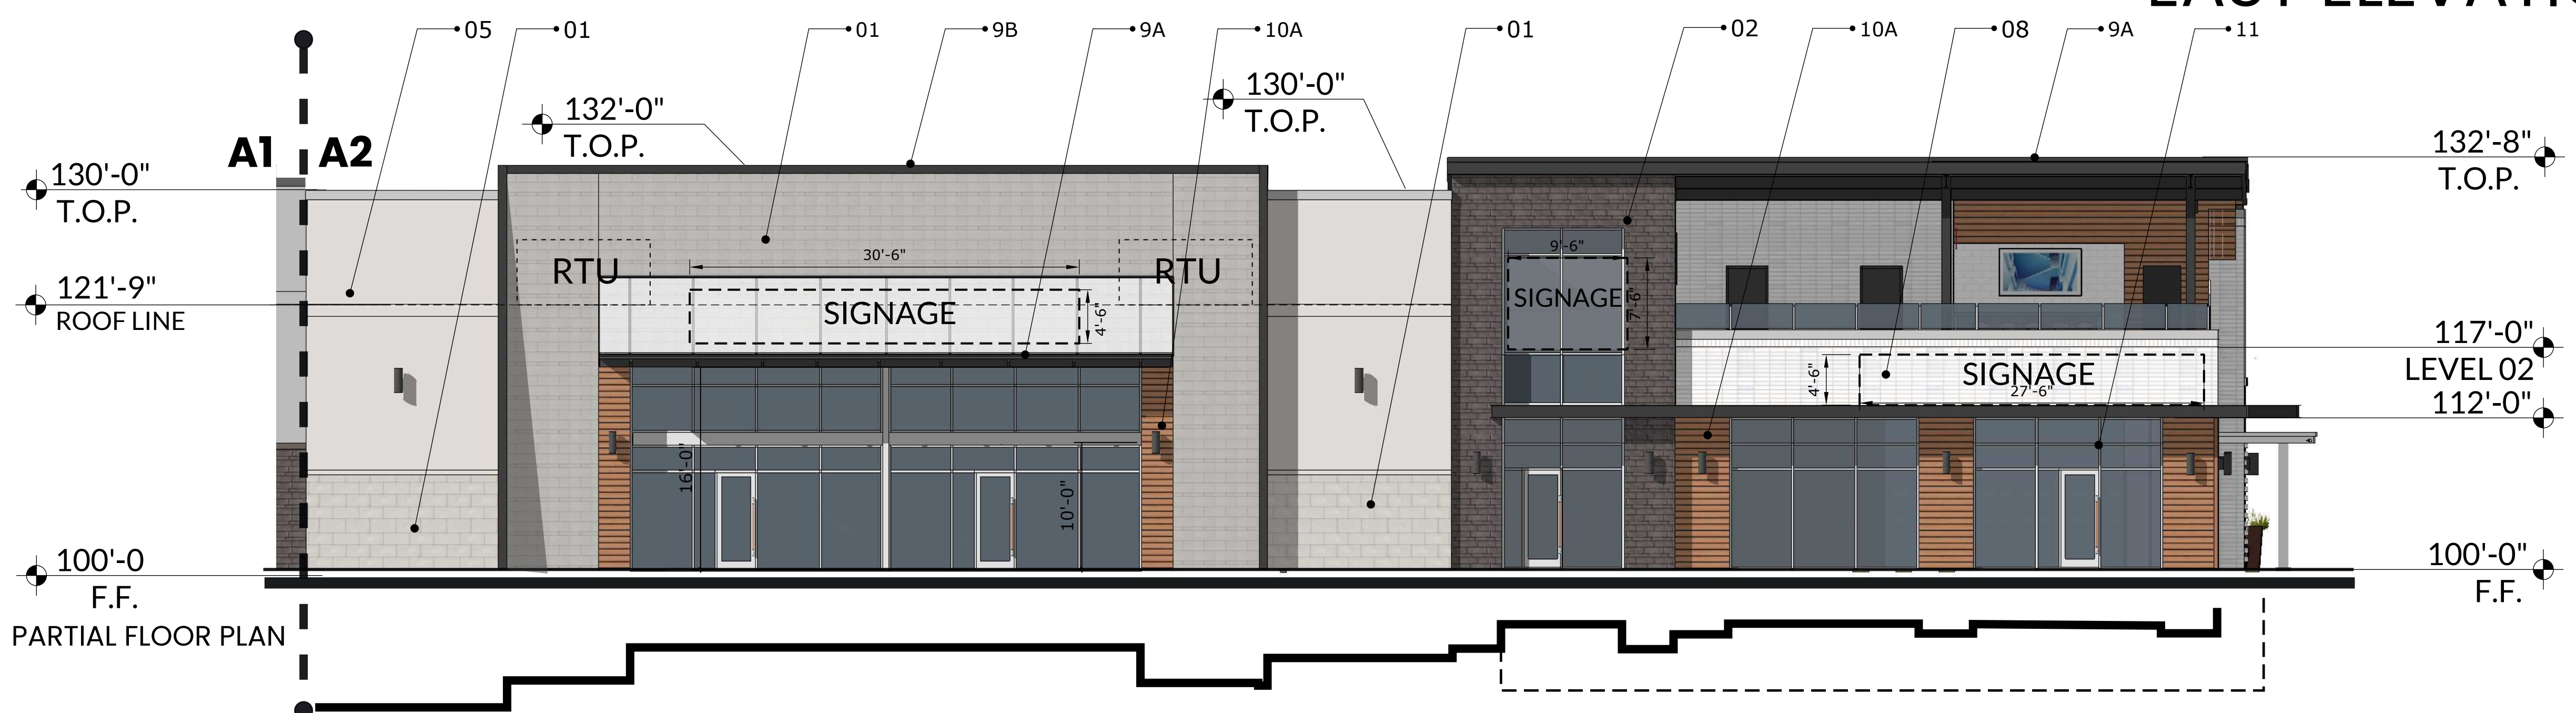 EAST ELEVATIO
05
01
01
9B
9A
10A
01
02
10A
08
9A
11
A1
A2
130'-0"
T.O.P.
132'-0"
T.O.P.
130'-0"
T.O.P.
132'-8"
T.O.P.
121'-9"
ROOF LINE
RTU
RTU
30'-6"
SIGNAGE
4'-6"
9'-6"
SIGNAGE
7'-6"
117'-0"
LEVEL 02
4'-6"
SIGNAGE
27'-6"
112'-0"
16'-0"
10'-0"
100'-0
F.F.
100'-0"
F.F.
PARTIAL FLOOR PLAN